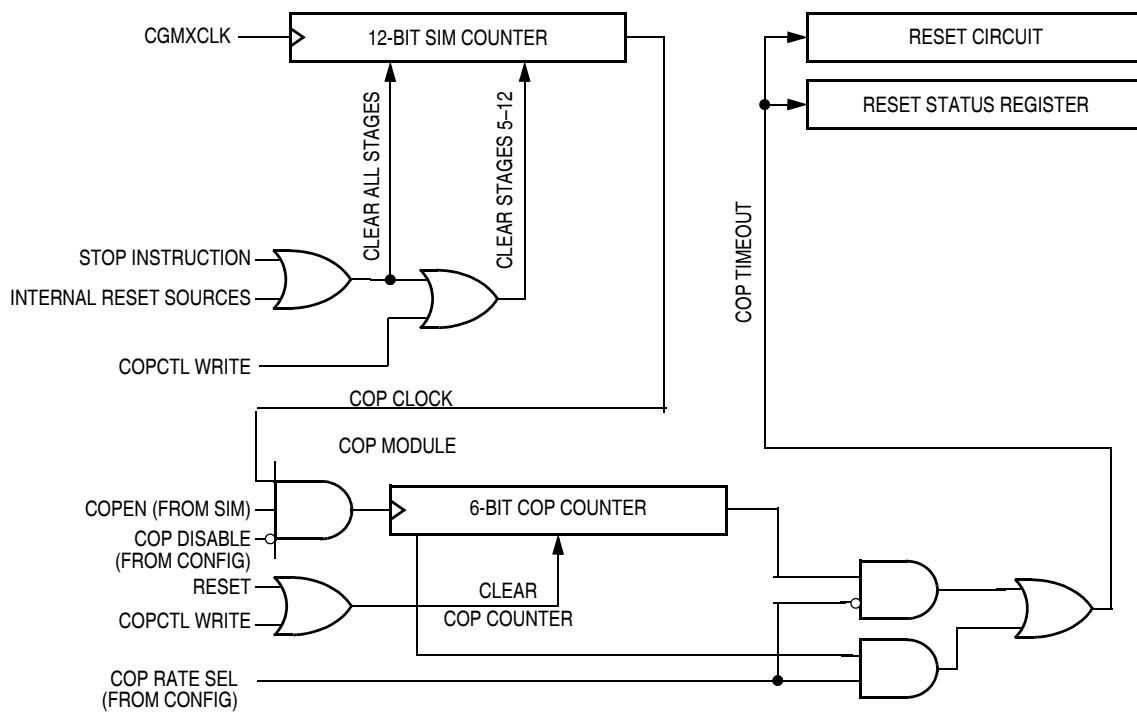 CGMXCLK
12-BIT SIM COUNTER
RESET CIRCUIT
RESET STATUS REGISTER
CLEAR ALL STAGES
CLEAR STAGES 5–12
COP TIMEOUT
STOP INSTRUCTION
INTERNAL RESET SOURCES
COPCTL WRITE
COP CLOCK
COP MODULE
COPEN (FROM SIM)
6-BIT COP COUNTER
COP DISABLE
(FROM CONFIG)
RESET
CLEAR
COP COUNTER
COPCTL WRITE
COP RATE SEL
(FROM CONFIG)